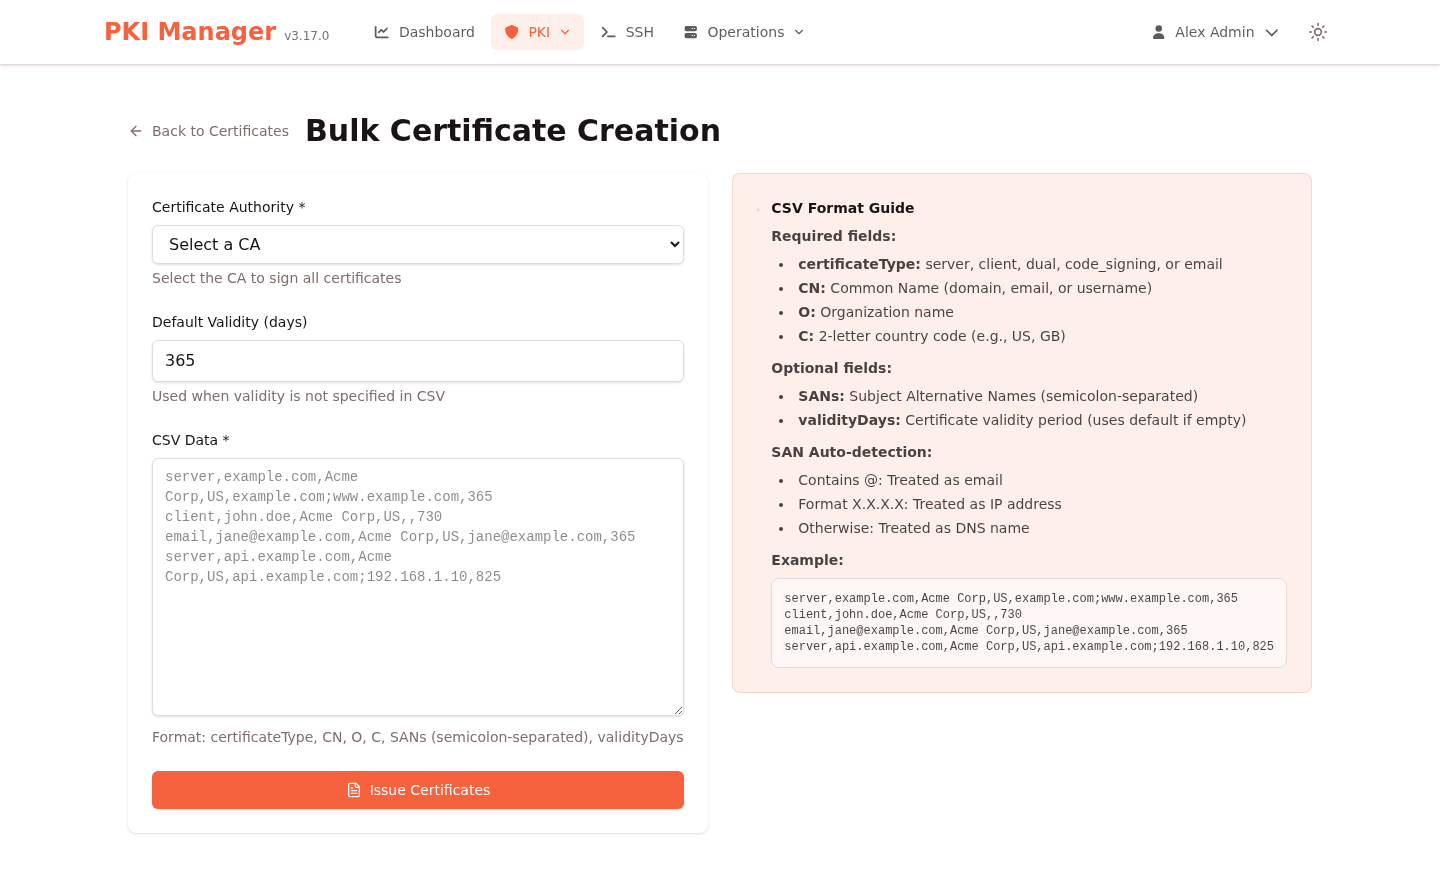 PKI Manager v3.17.0
Dashboard
PKI
SSH
Operations
Alex Admin
Back to Certificates
Bulk Certificate Creation
Certificate Authority *
Select a CA
Select the CA to sign all certificates
Default Validity (days)
365
Used when validity is not specified in CSV
CSV Data *
server,example.com,Acme
Corp,US,example.com;www.example.com,365
client,john.doe,Acme Corp,US,,730
email,jane@example.com,Acme Corp,US,jane@example.com,365
server,api.example.com,Acme
Corp,US,api.example.com;192.168.1.10,825
Format: certificateType, CN, O, C, SANs (semicolon-separated), validityDays
Issue Certificates
CSV Format Guide
Required fields:
• certificateType: server, client, dual, code_signing, or email
• CN: Common Name (domain, email, or username)
• O: Organization name
• C: 2-letter country code (e.g., US, GB)
Optional fields:
• SANs: Subject Alternative Names (semicolon-separated)
• validityDays: Certificate validity period (uses default if empty)
SAN Auto-detection:
• Contains @: Treated as email
• Format X.X.X.X: Treated as IP address
• Otherwise: Treated as DNS name
Example:
server,example.com,Acme Corp,US,example.com;www.example.com,365
client,john.doe,Acme Corp,US,,730
email,jane@example.com,Acme Corp,US,jane@example.com,365
server,api.example.com,Acme Corp,US,api.example.com;192.168.1.10,825